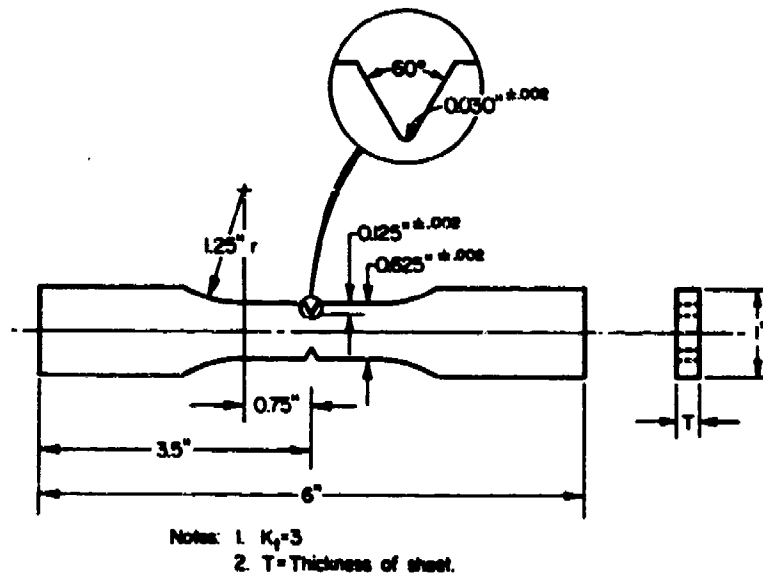 60°
0.030" ±.002
0.125" ±.002
1.25" r
0.625" ±.002
1"
0.75"
T
3.5"
6"
Notes: 1. Kt=3
2. T=Thickness of sheet.